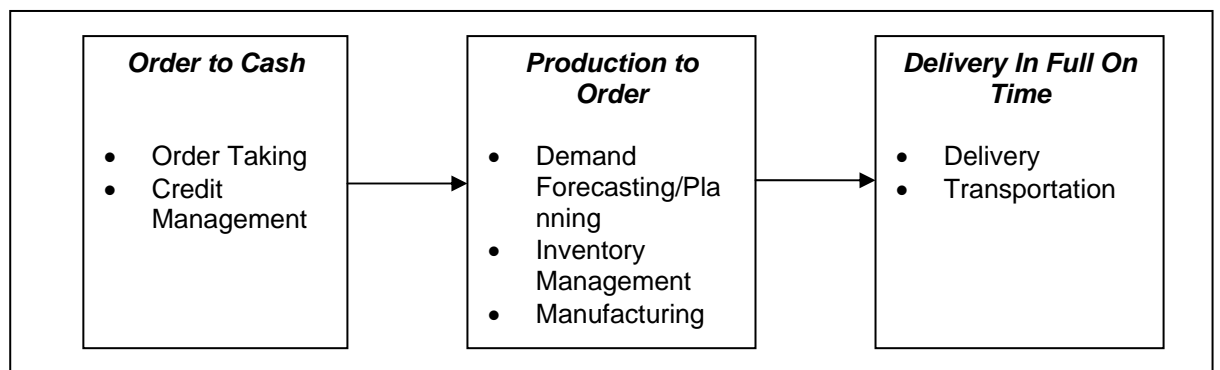 Order to Cash
• Order Taking
• Credit
Management
Production to
Order
• Demand
Forecasting/Pla
nning
• Inventory
Management
• Manufacturing
Delivery In Full On
Time
• Delivery
• Transportation